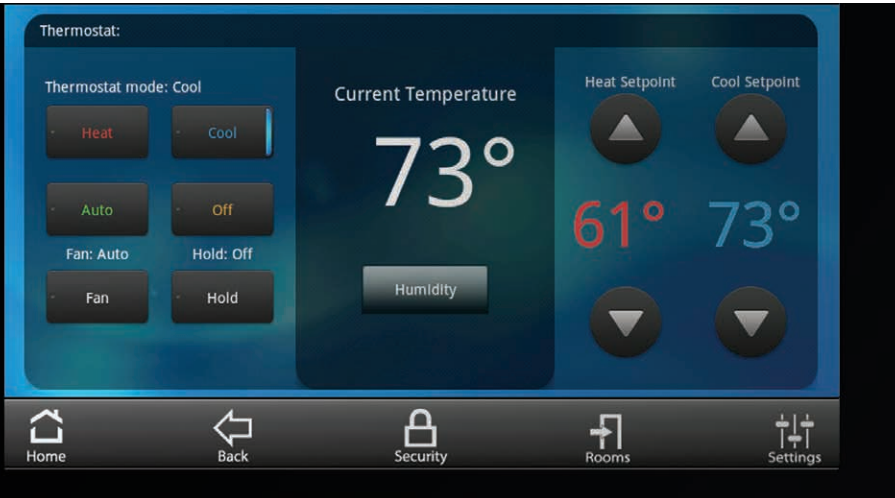 Thermostat:
Thermostat mode: Cool
Heat
Cool
Auto
Off
Fan: Auto
Hold: Off
Fan
Hold
Current Temperature
73°
Humidity
Heat Setpoint
Cool Setpoint
61°
73°
Home
Back
Security
Rooms
Settings